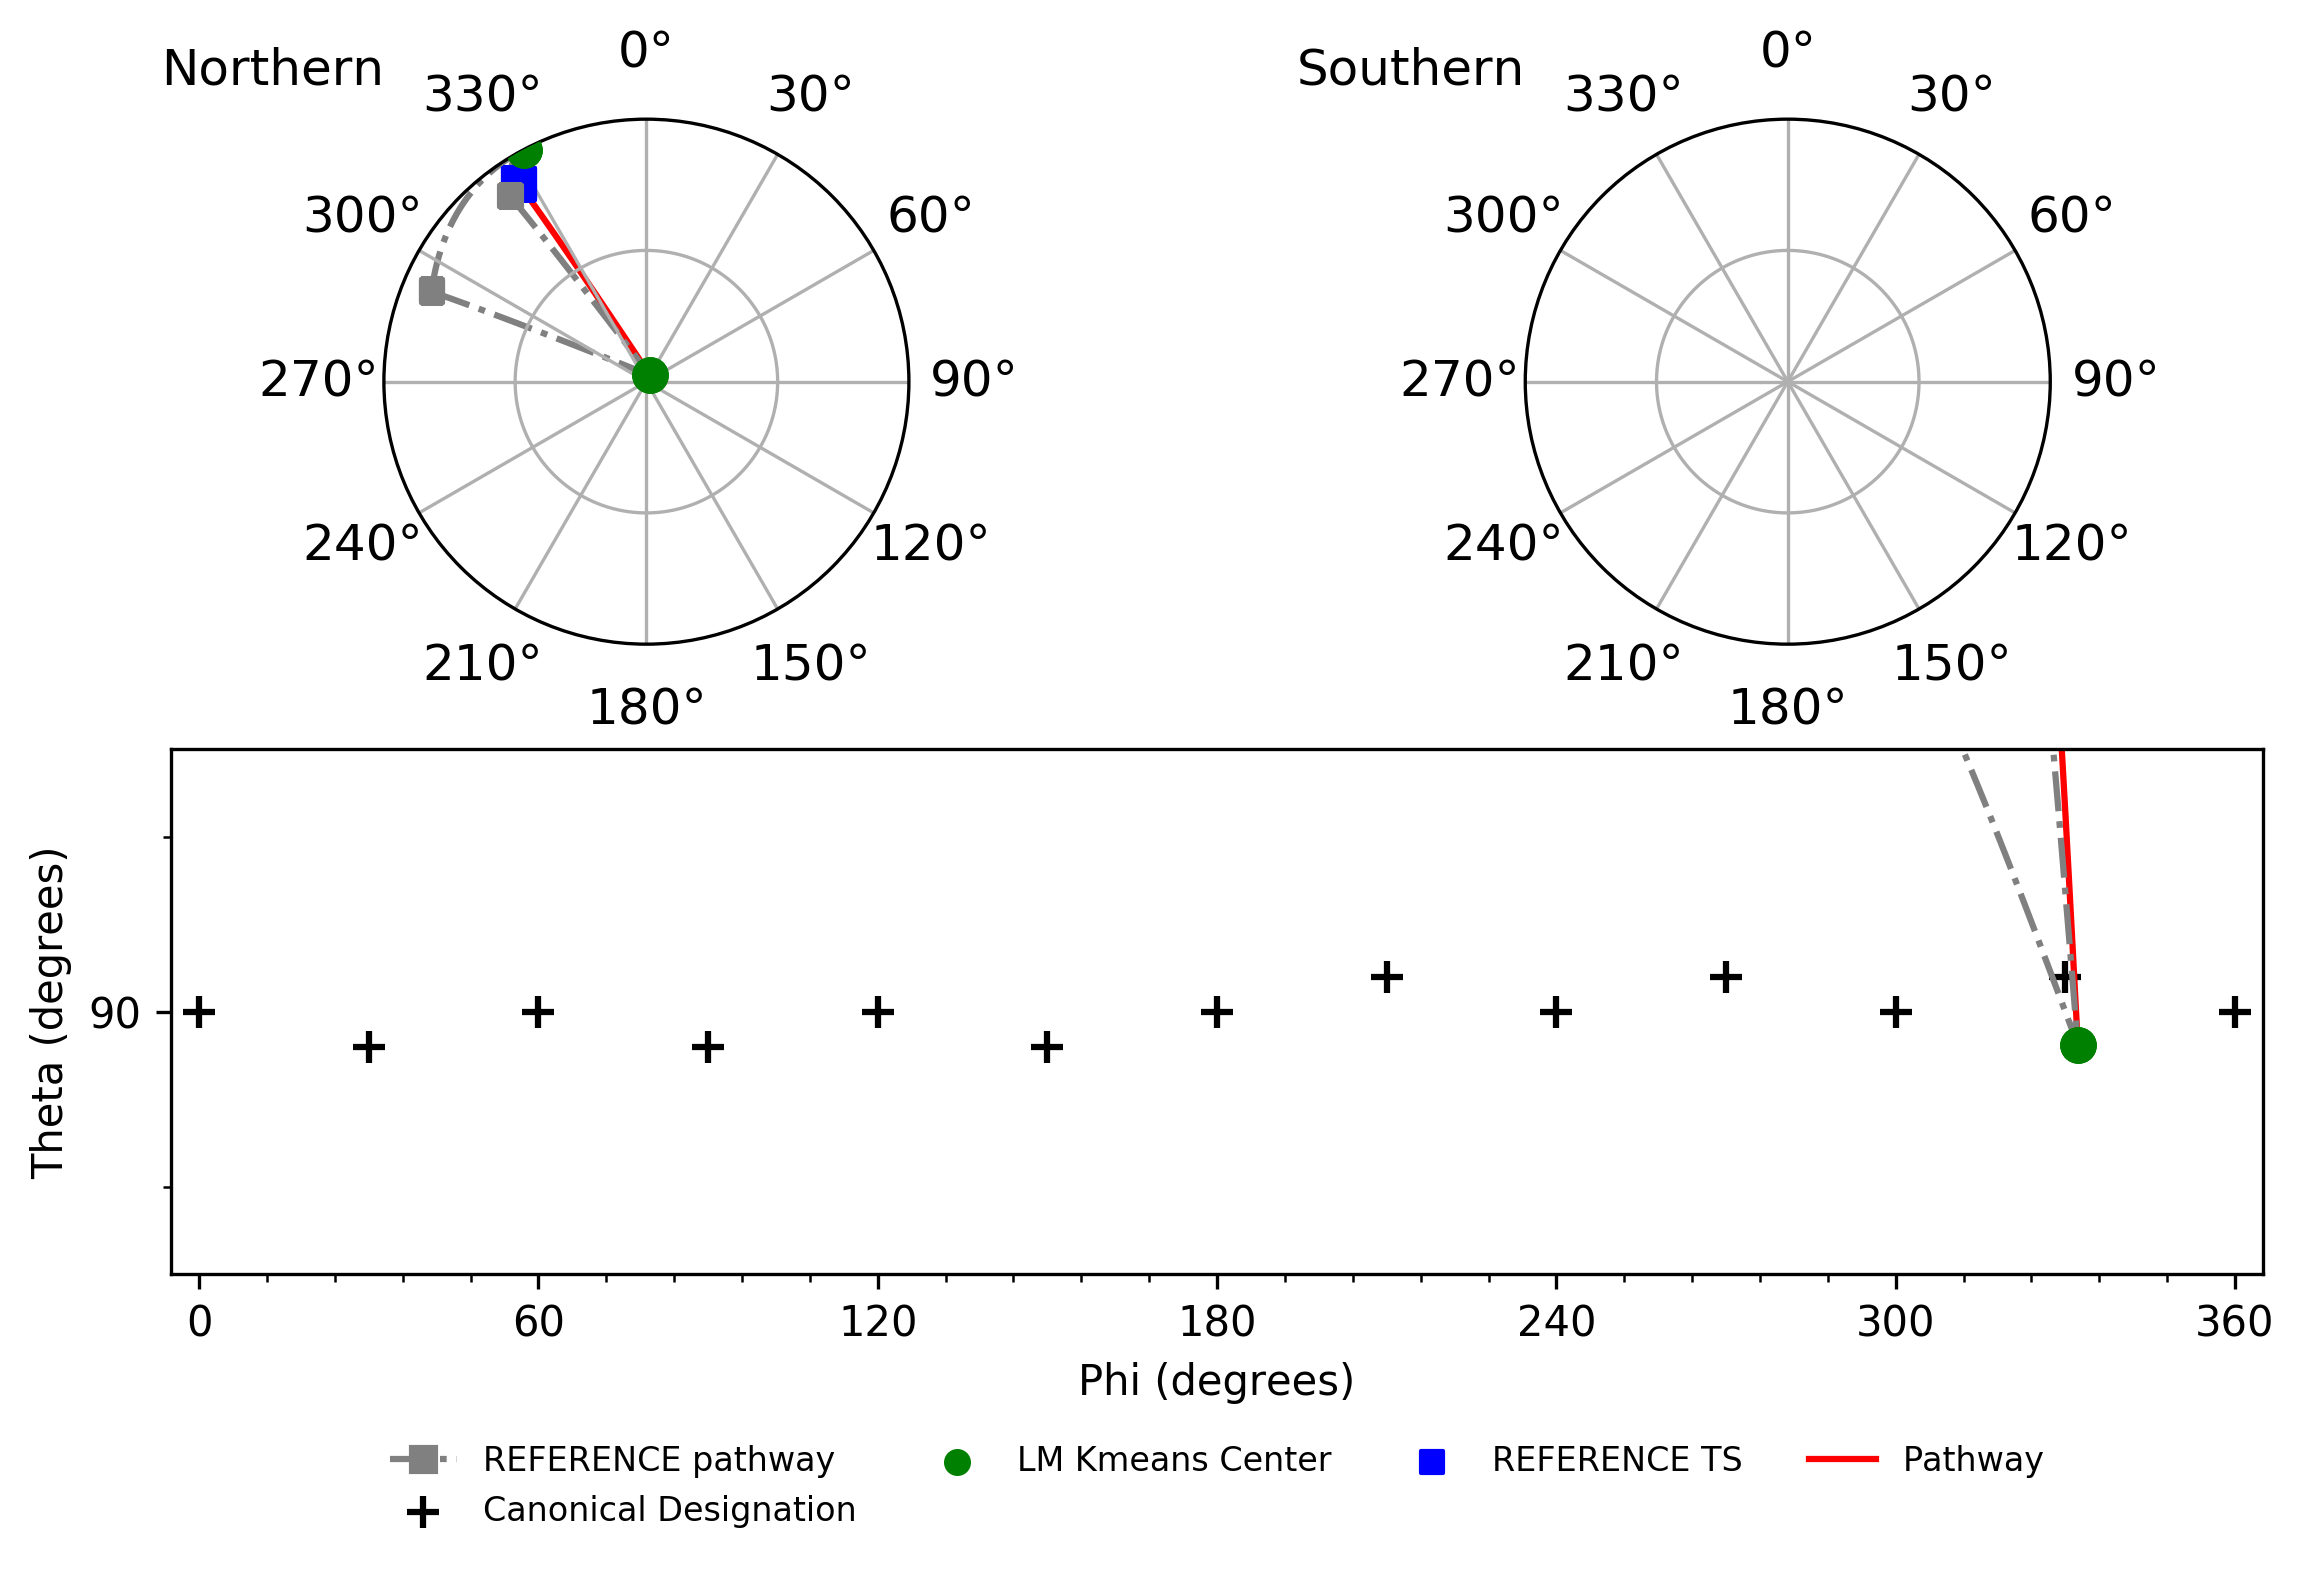 Northern
0°
30°
60°
90°
120°
150°
180°
210°
240°
270°
300°
330°
Southern
0°
30°
60°
90°
120°
150°
180°
210°
240°
270°
300°
330°
Theta (degrees)
90
0 60 120 180 240 300 360
Phi (degrees)
REFERENCE pathway
Canonical Designation
LM Kmeans Center
REFERENCE TS
Pathway